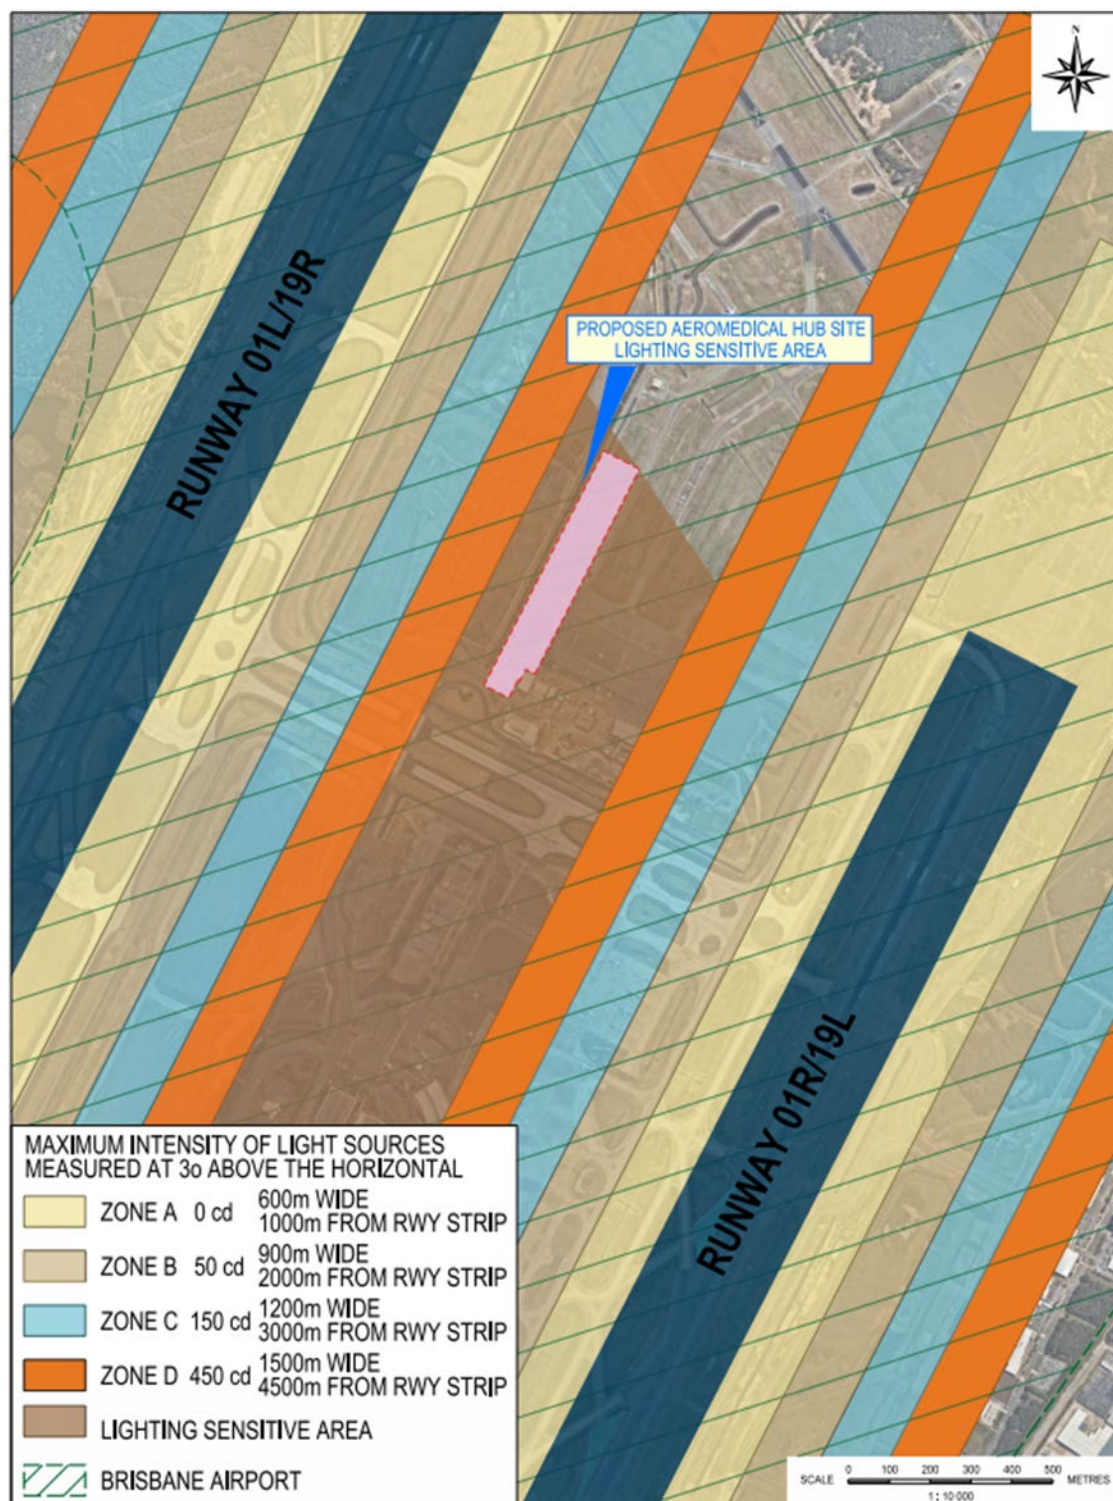 N
RUNWAY 01L/19R
PROPOSED AEROMEDICAL HUB SITE
LIGHTING SENSITIVE AREA
RUNWAY 01R/19L
MAXIMUM INTENSITY OF LIGHT SOURCES
MEASURED AT 3o ABOVE THE HORIZONTAL
ZONE A 0 cd 600m WIDE
1000m FROM RWY STRIP
ZONE B 50 cd 900m WIDE
2000m FROM RWY STRIP
ZONE C 150 cd 1200m WIDE
3000m FROM RWY STRIP
ZONE D 450 cd 1500m WIDE
4500m FROM RWY STRIP
LIGHTING SENSITIVE AREA
BRISBANE AIRPORT
SCALE 0 100 200 300 400 500 METRES
1 : 10 000